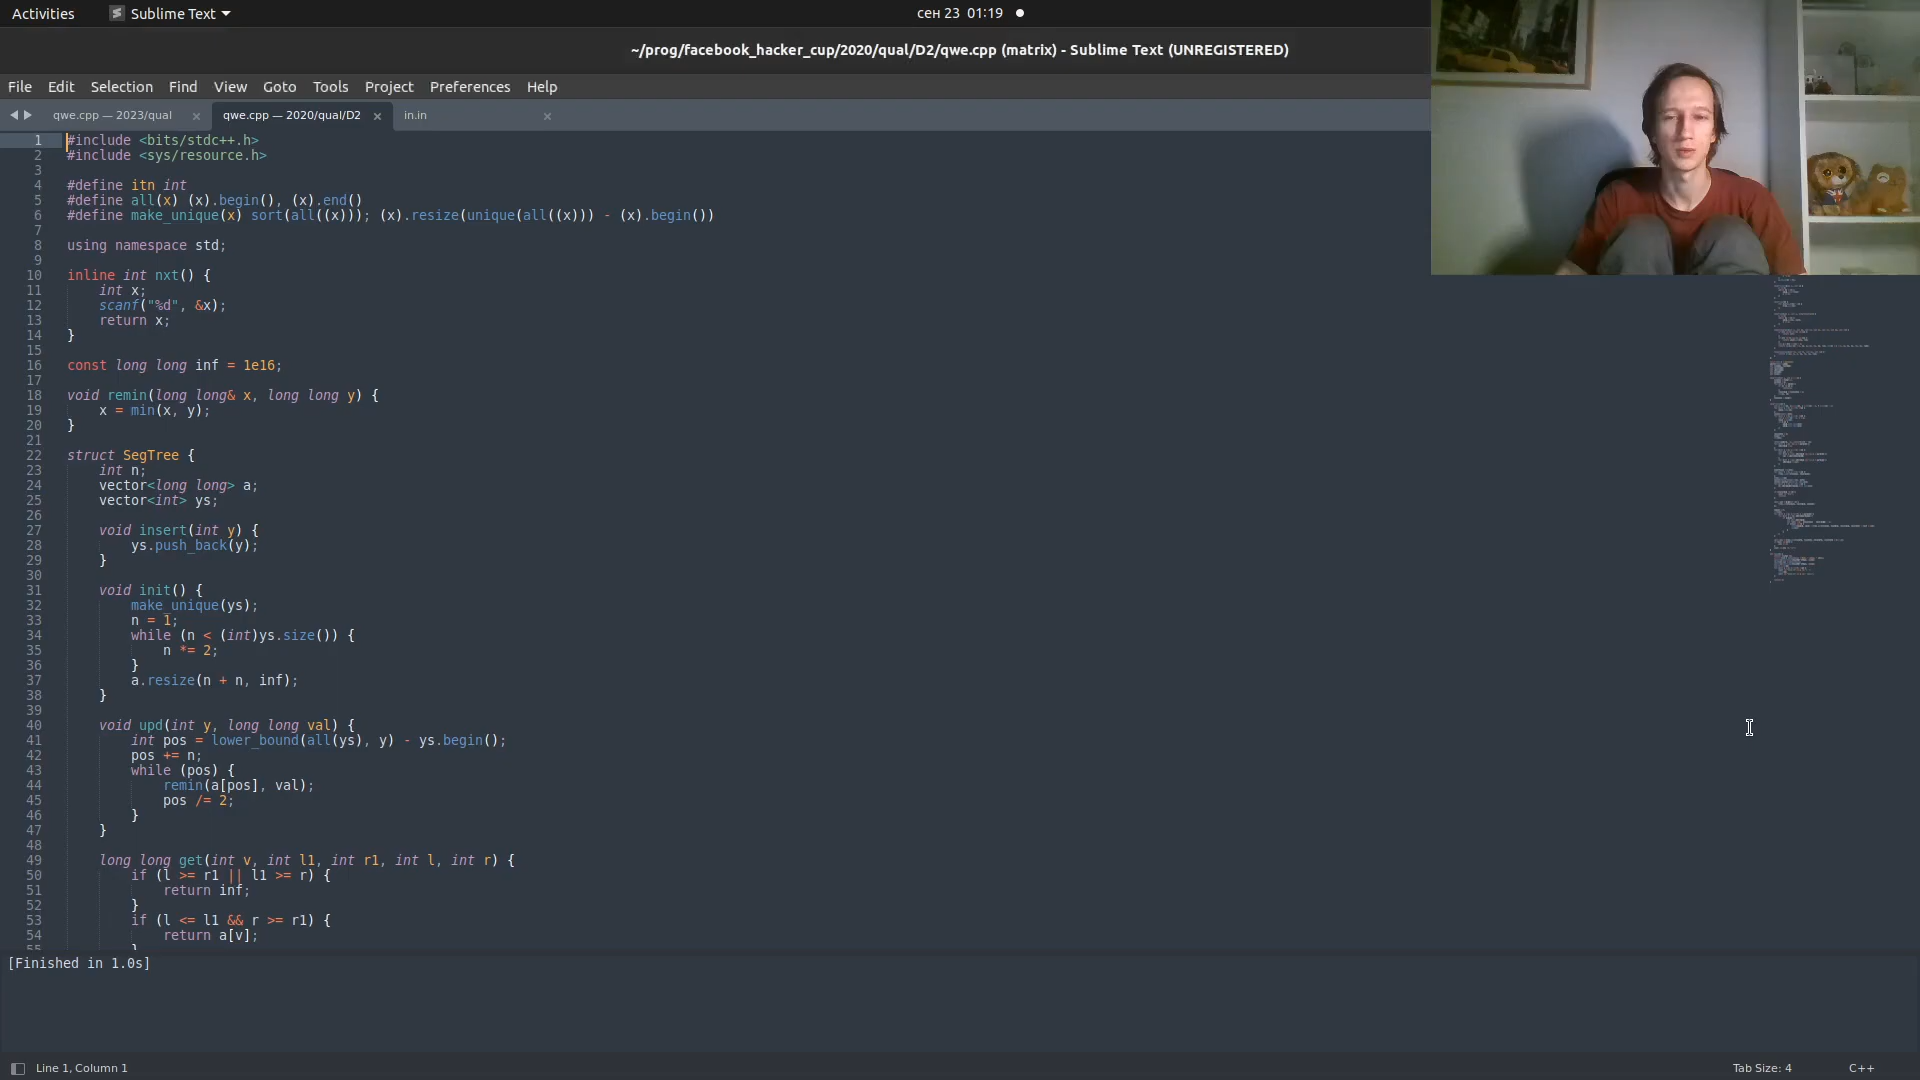 Activities Sublime Text сен 23 01:19
~/prog/facebook_hacker_cup/2020/qual/D2/qwe.cpp (matrix) - Sublime Text (UNREGISTERED)
File Edit Selection Find View Goto Tools Project Preferences Help
qwe.cpp — 2023/qual × qwe.cpp — 2020/qual/D2 × in.in ×
1 #include <bits/stdc++.h>
2 #include <sys/resource.h>
3
4 #define itn int
5 #define all(x) (x).begin(), (x).end()
6 #define make_unique(x) sort(all((x))); (x).resize(unique(all((x))) - (x).begin())
7
8 using namespace std;
9
10 inline int nxt() {
11 int x;
12 scanf("%d", &x);
13 return x;
14 }
15
16 const long long inf = 1e16;
17
18 void remin(long long& x, long long y) {
19 x = min(x, y);
20 }
21
22 struct SegTree {
23 int n;
24 vector<long long> a;
25 vector<int> ys;
26
27 void insert(int y) {
28 ys.push_back(y);
29 }
30
31 void init() {
32 make_unique(ys);
33 n = 1;
34 while (n < (int)ys.size()) {
35 n *= 2;
36 }
37 a.resize(n + n, inf);
38 }
39
40 void upd(int y, long long val) {
41 int pos = lower_bound(all(ys), y) - ys.begin();
42 pos += n;
43 while (pos) {
44 remin(a[pos], val);
45 pos /= 2;
46 }
47 }
48
49 long long get(int v, int l1, int r1, int l, int r) {
50 if (l >= r1 || l1 >= r) {
51 return inf;
52 }
53 if (l <= l1 && r >= r1) {
54 return a[v];
55 }
[Finished in 1.0s]
Line 1, Column 1 Tab Size: 4 C++